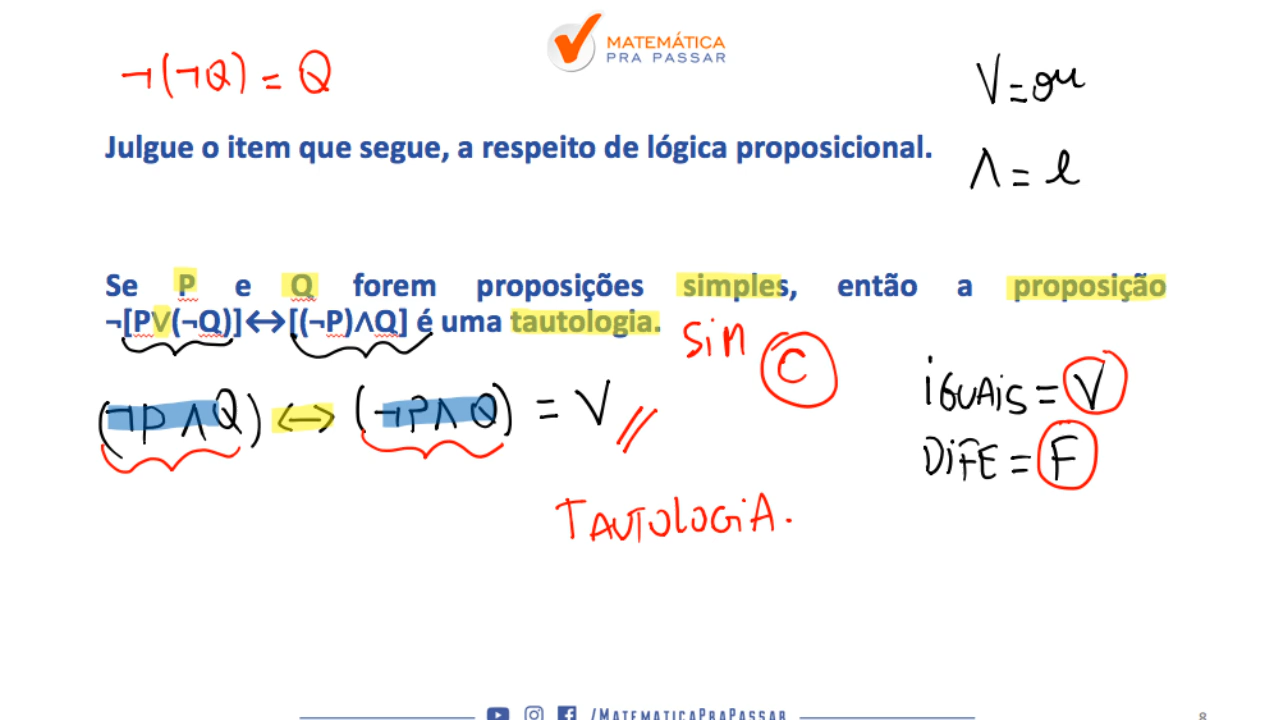 MATEMÁTICA
PRA PASSAR
¬(¬Q) = Q
V = ou
Julgue o item que segue, a respeito de lógica proposicional.
Λ = e
Se P e Q forem proposições simples, então a proposição
¬[PV(¬Q)]↔[(¬P)ΛQ] é uma tautologia.
Sim
C
iGUAiS = V
(¬P Λ Q) ↔ (¬P Λ Q) = V
DiFE = F
TAUTOLOGiA.
/MATEMATICAPRAPASSAR
8